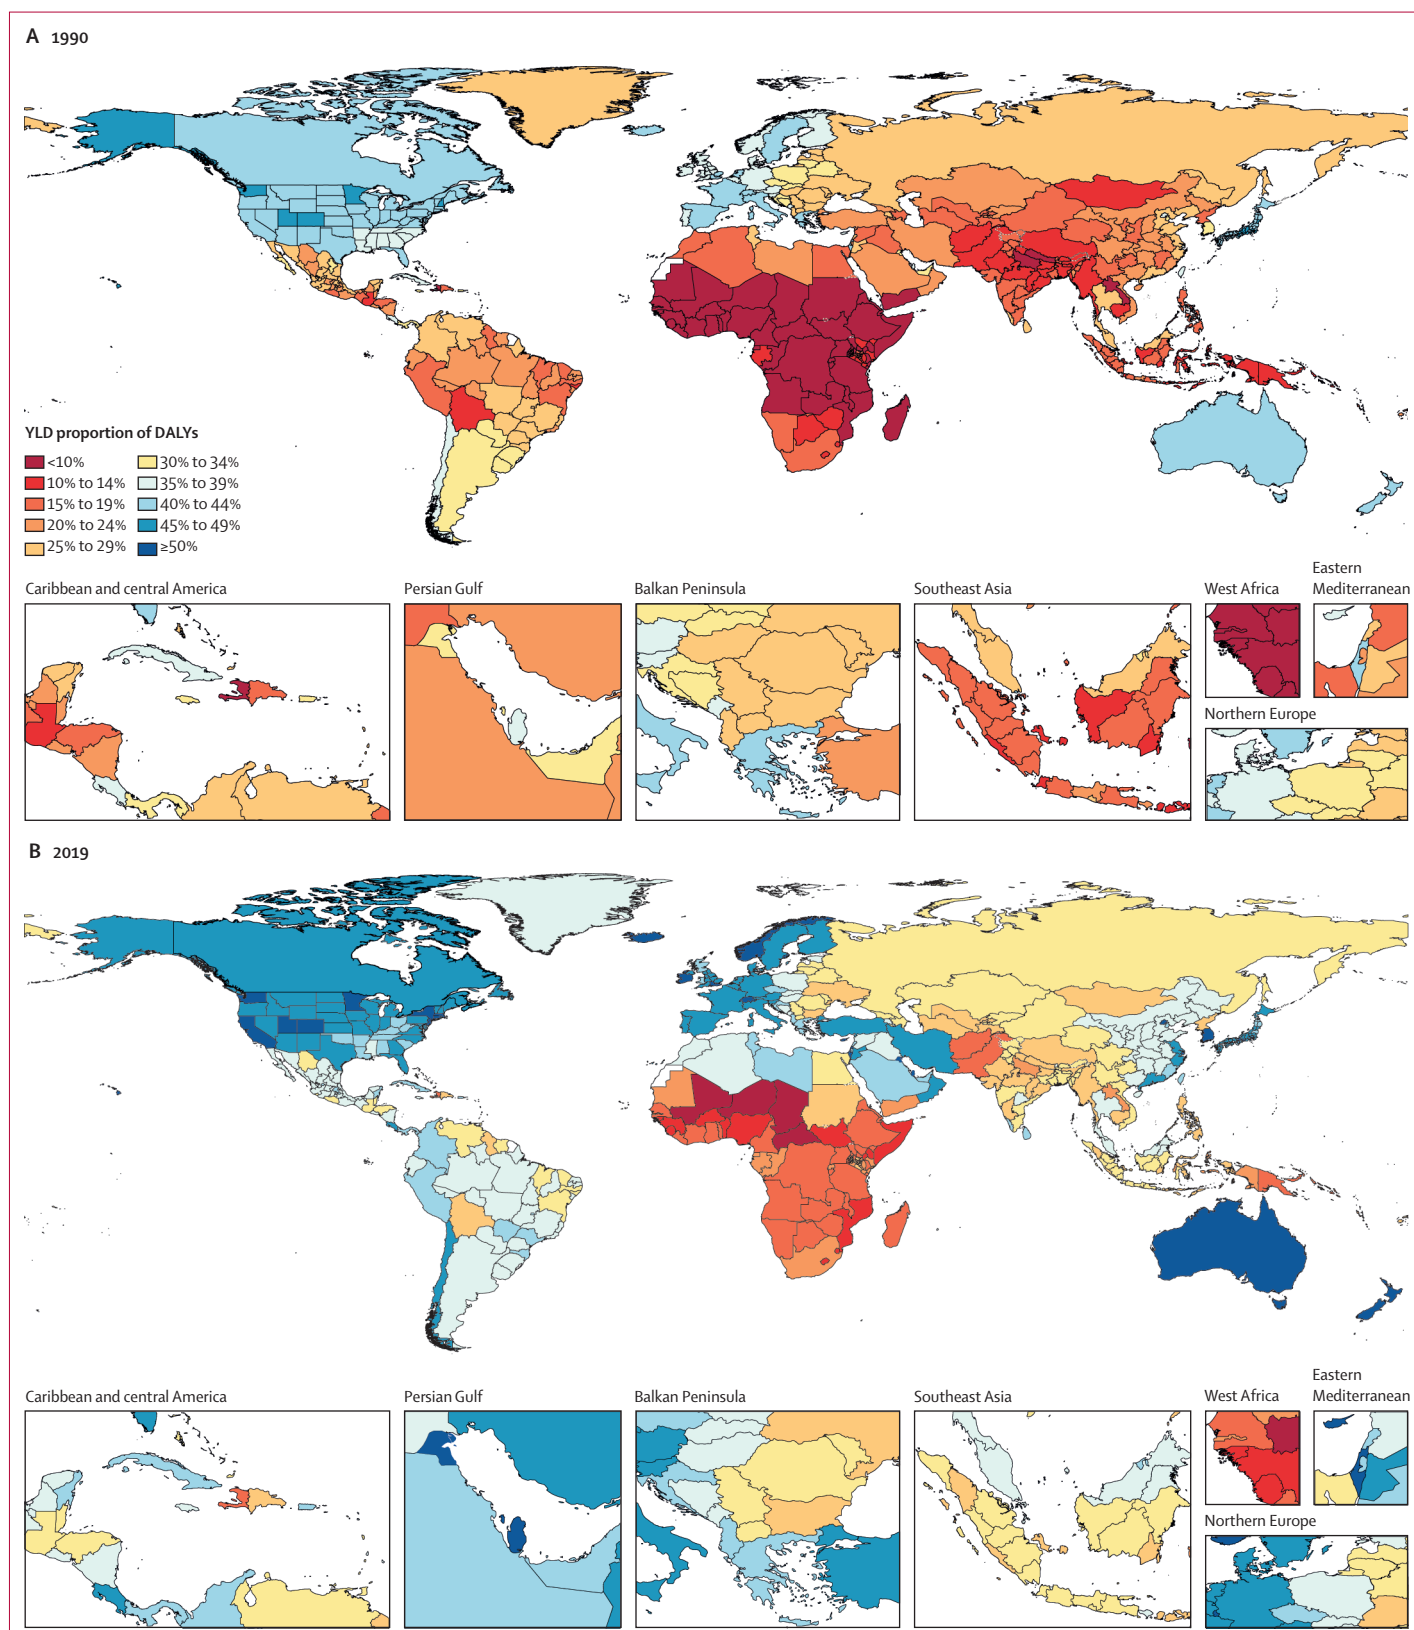 A 1990
YLD proportion of DALYs
<10%
10% to 14%
15% to 19%
20% to 24%
25% to 29%
30% to 34%
35% to 39%
40% to 44%
45% to 49%
≥50%
Caribbean and central America
Persian Gulf
Balkan Peninsula
Southeast Asia
West Africa
Eastern
Mediterranean
Northern Europe
B 2019
Caribbean and central America
Persian Gulf
Balkan Peninsula
Southeast Asia
West Africa
Eastern
Mediterranean
Northern Europe